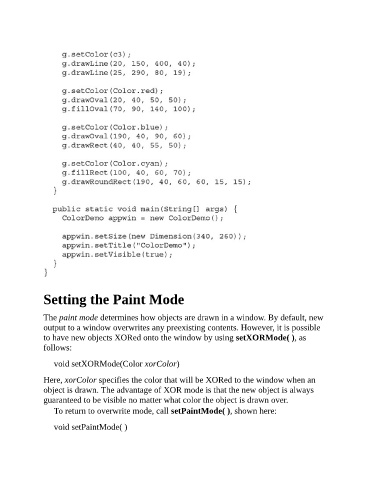 g.setColor(c3);
g.drawLine(20, 150, 400, 40);
g.drawLine(25, 290, 80, 19);
g.setColor(Color.red);
g.drawOval(20, 40, 50, 50);
g.fillOval(70, 90, 140, 100);
g.setColor(Color.blue);
g.drawOval(190, 40, 90, 60);
g.drawRect(40, 40, 55, 50);
g.setColor(Color.cyan);
g.fillRect(100, 40, 60, 70);
g.drawRoundRect(190, 40, 60, 60, 15, 15);
}
public static void main(String[] args) {
ColorDemo appwin = new ColorDemo();
appwin.setSize(new Dimension(340, 260));
appwin.setTitle("ColorDemo");
appwin.setVisible(true);
}
}
Setting the Paint Mode
The paint mode determines how objects are drawn in a window. By default, new
output to a window overwrites any preexisting contents. However, it is possible
to have new objects XORed onto the window by using setXORMode( ), as
follows:
void setXORMode(Color xorColor)
Here, xorColor specifies the color that will be XORed to the window when an
object is drawn. The advantage of XOR mode is that the new object is always
guaranteed to be visible no matter what color the object is drawn over.
To return to overwrite mode, call setPaintMode( ), shown here:
void setPaintMode( )